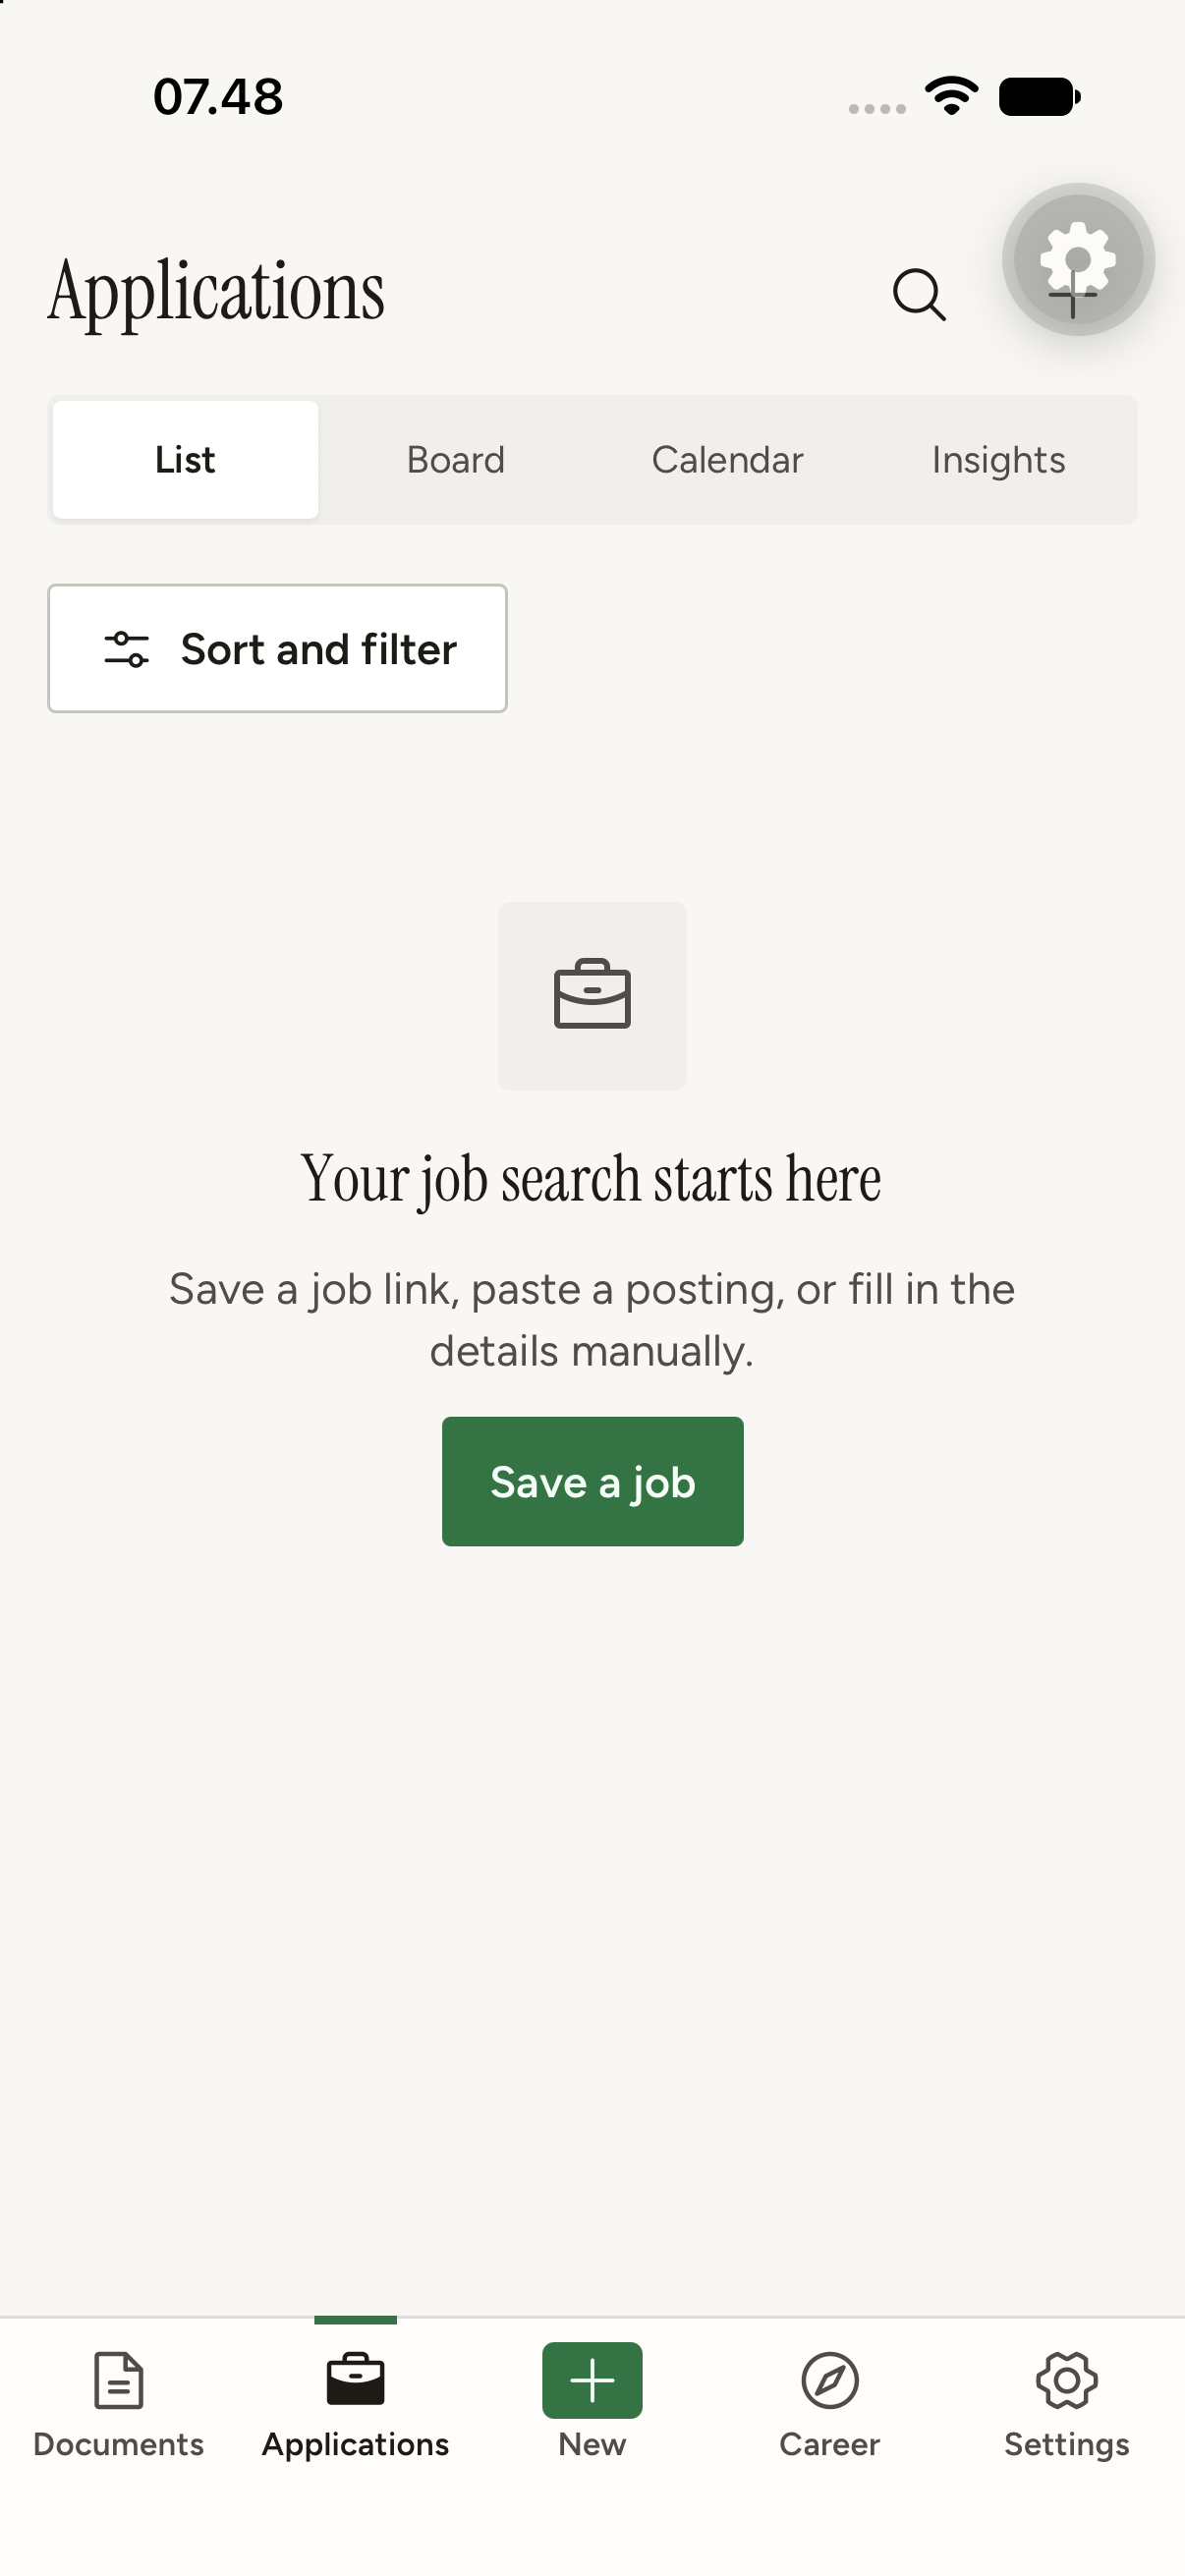 07.48
Applications
List
Board
Calendar
Insights
Sort and filter
Your job search starts here
Save a job link, paste a posting, or fill in the
details manually.
Save a job
Documents
Applications
New
Career
Settings